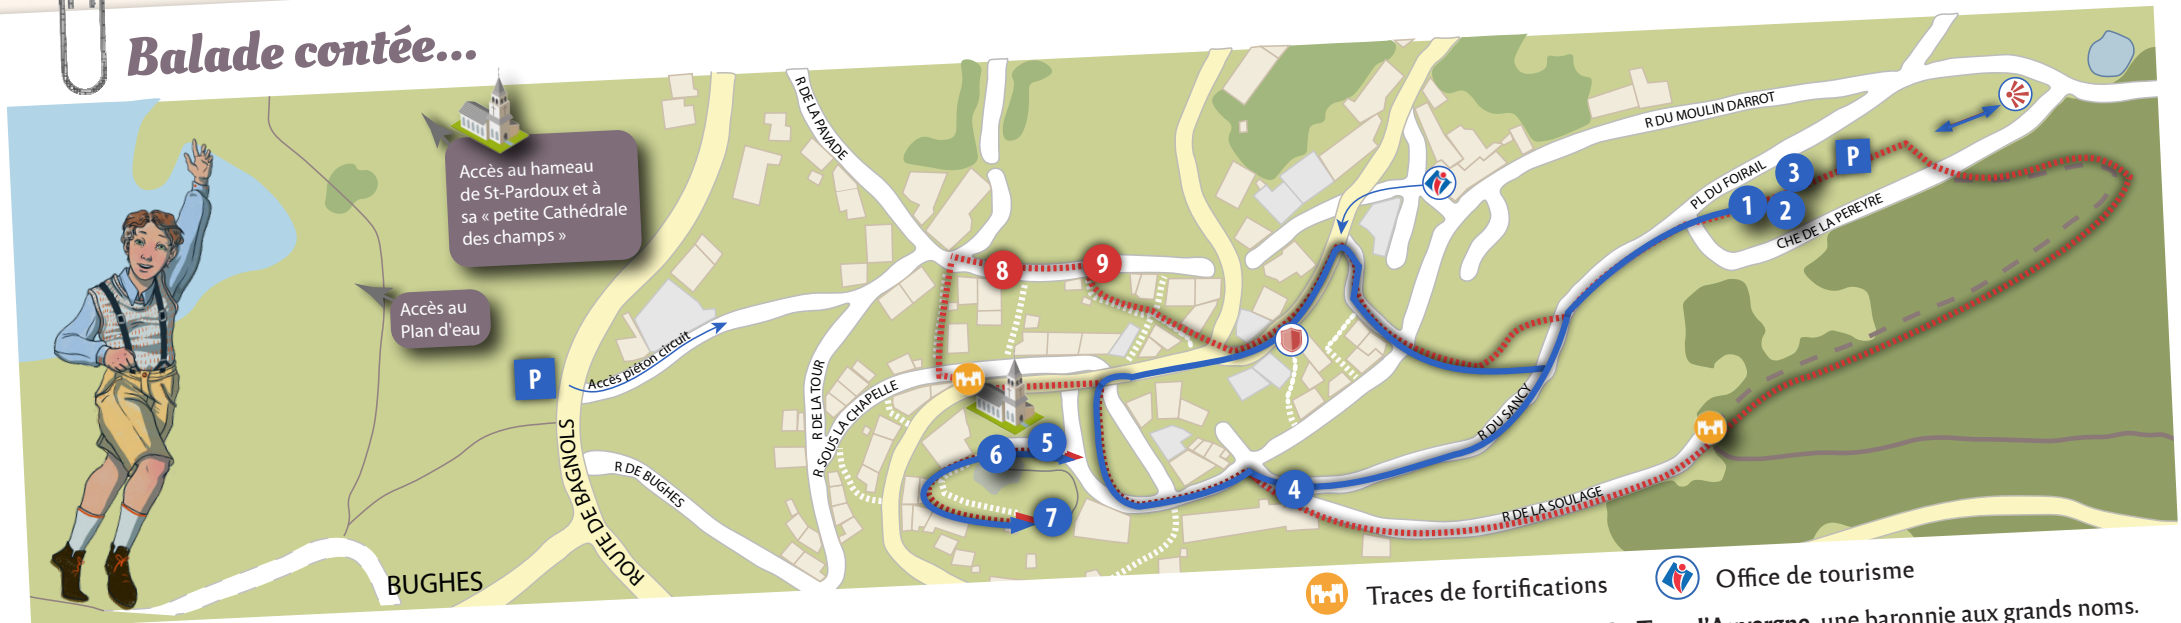 Balade contée...
Accès au hameau
de St-Pardoux et à
sa « petite Cathédrale
des champs »
Accès au
Plan d'eau
P
Accès piéton circuit
ROUTE DE BAGNOLS
R DE BUGHES
BUGHES
R DE LA PAVADE
R DE LA TOUR
R SOUS LA CHAPELLE
8
9
6
5
7
4
R DU SANCY
R DE LA SOULAGE
R DU MOULIN DARROT
PL DU FOIRAIL
CHE DE LA PEREYRE
1
2
3
P
Traces de fortifications
Office de tourisme
une baronnie aux grands noms.